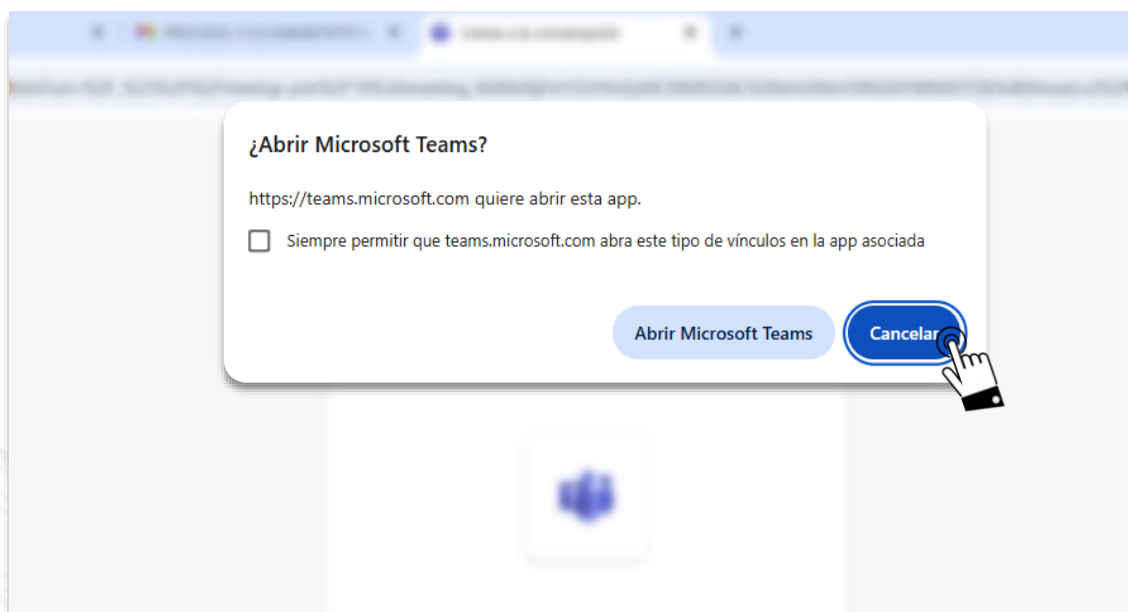 ¿Abrir Microsoft Teams?
https://teams.microsoft.com quiere abrir esta app.
Siempre permitir que teams.microsoft.com abra este tipo de vínculos en la app asociada
Abrir Microsoft Teams
Cancelar